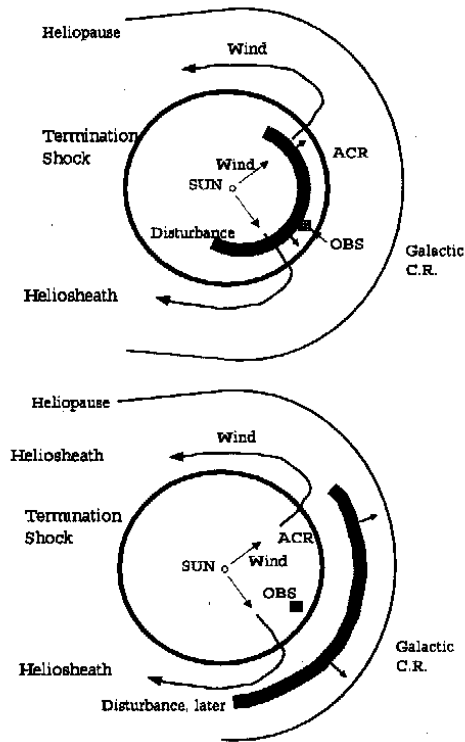 Heliopause
Wind
Termination
Shock
ACR
Wind
SUN
Disturbance
OBS
Galactic
C.R.
Heliosheath
Heliopause
Wind
Heliosheath
Termination
Shock
ACR
SUN
Wind
OBS
Galactic
C.R.
Heliosheath
Disturbance, later